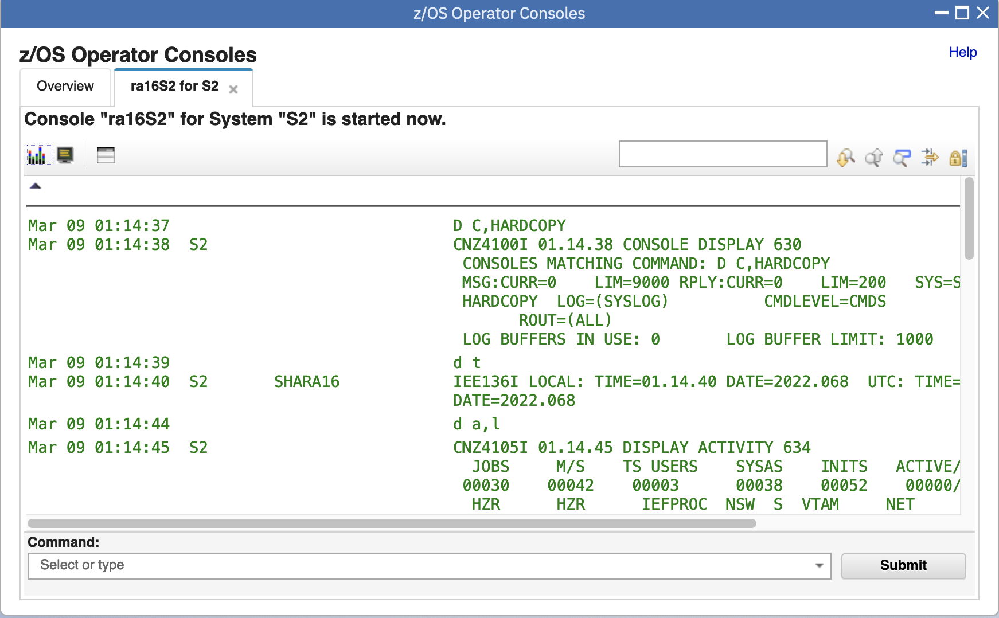 z/OS Operator Consoles
z/OS Operator Consoles
Help
Overview
ra16S2 for S2
Console "ra16S2" for System "S2" is started now.
Mar 09 01:14:37 D C,HARDCOPY
Mar 09 01:14:38 S2 CNZ4100I 01.14.38 CONSOLE DISPLAY 630
CONSOLES MATCHING COMMAND: D C,HARDCOPY
MSG:CURR=0 LIM=9000 RPLY:CURR=0 LIM=200 SYS=S
HARDCOPY LOG=(SYSLOG) CMDLEVEL=CMDS
ROUT=(ALL)
LOG BUFFERS IN USE: 0 LOG BUFFER LIMIT: 1000
Mar 09 01:14:39 d t
Mar 09 01:14:40 S2 SHARA16 IEE136I LOCAL: TIME=01.14.40 DATE=2022.068 UTC: TIME=
DATE=2022.068
Mar 09 01:14:44 d a,l
Mar 09 01:14:45 S2 CNZ4105I 01.14.45 DISPLAY ACTIVITY 634
JOBS M/S TS USERS SYSAS INITS ACTIVE/
00030 00042 00003 00038 00052 00000/
HZR HZR IEFPROC NSW S VTAM NET
Command:
Select or type
Submit